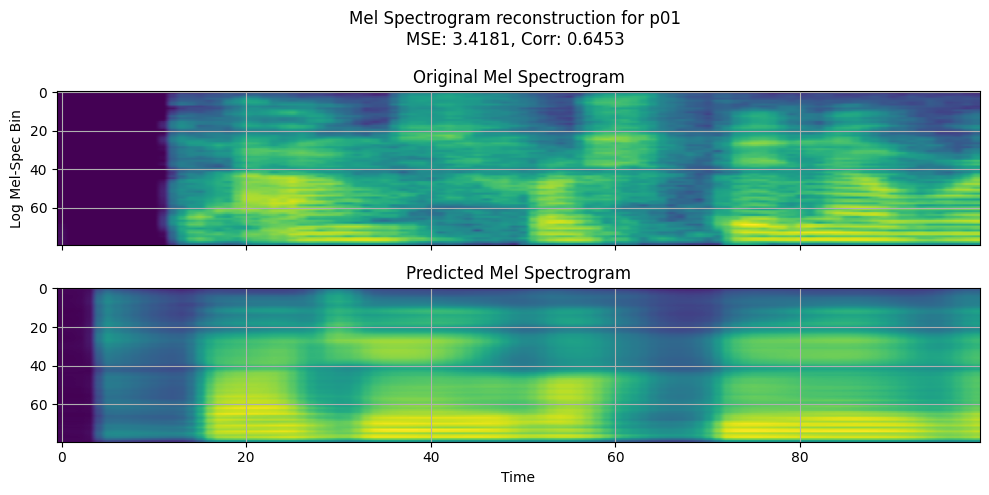 Mel Spectrogram reconstruction for p01
MSE: 3.4181, Corr: 0.6453
Original Mel Spectrogram
0
20
40
60
Log Mel-Spec Bin
Predicted Mel Spectrogram
0
20
40
60
0 20 40 60 80
Time